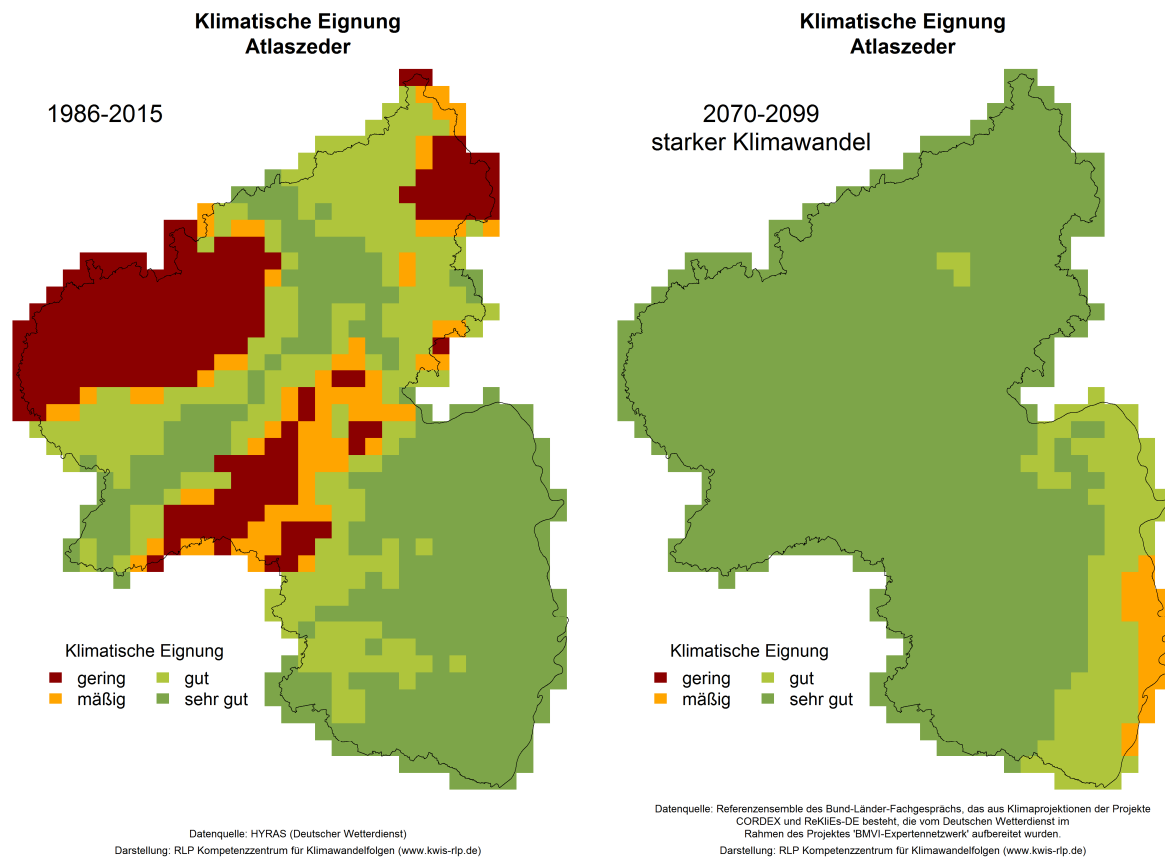 Klimatische Eignung
Atlaszeder
1986-2015
Klimatische Eignung
gering
gut
mäßig
sehr gut
Datenquelle: HYRAS (Deutscher Wetterdienst)
Darstellung: RLP Kompetenzzentrum für Klimawandelfolgen (www.kwis-rlp.de)
Klimatische Eignung
Atlaszeder
2070-2099
starker Klimawandel
Klimatische Eignung
gering
gut
mäßig
sehr gut
Datenquelle: Referenzensemble des Bund-Länder-Fachgesprächs, das aus Klimaprojektionen der Projekte
CORDEX und ReKliEs-DE besteht, die vom Deutschen Wetterdienst im
Rahmen des Projektes 'BMVI-Expertennetzwerk' aufbereitet wurden.
Darstellung: RLP Kompetenzzentrum für Klimawandelfolgen (www.kwis-rlp.de)